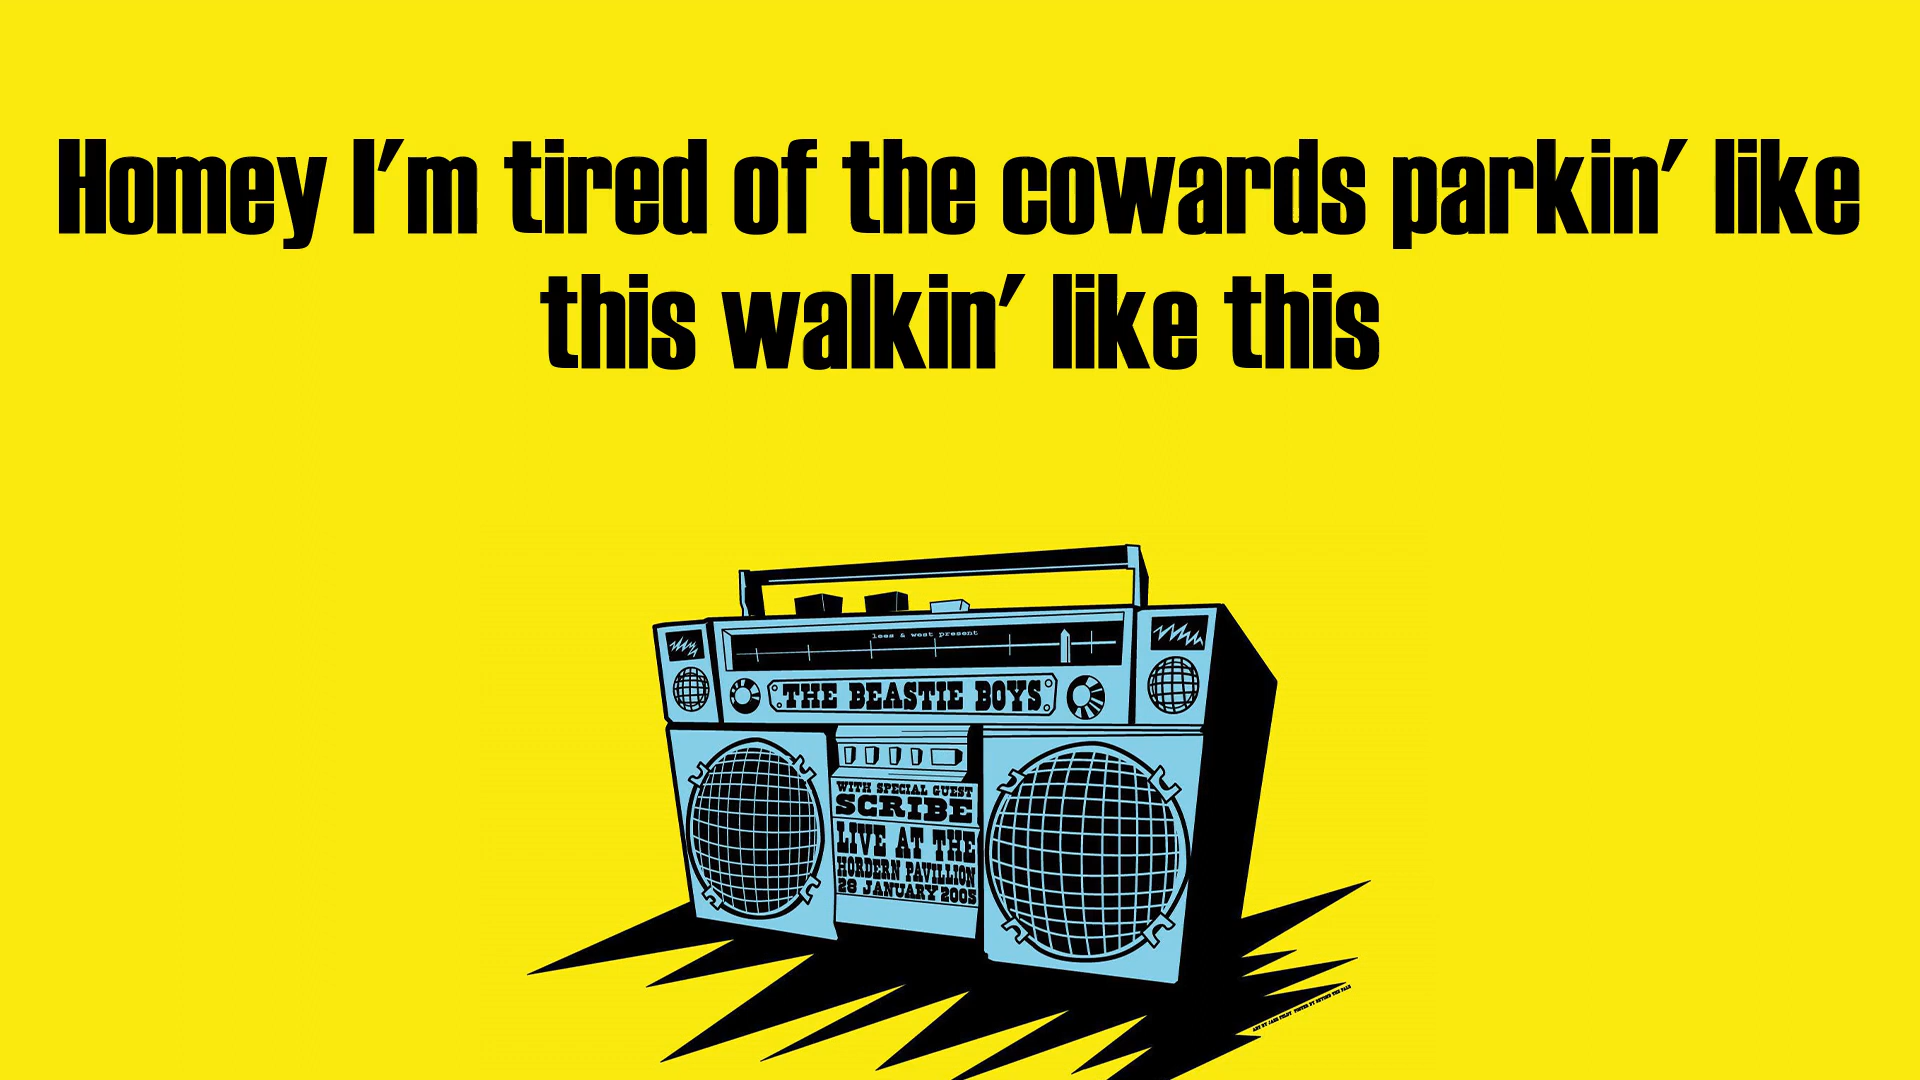 Homey I'm tired of the cowards parkin' like
this walkin' like this
lees & west present
THE BEASTIE BOYS
WITH SPECIAL GUEST
SCRIBE
LIVE AT THE
HORDERN PAVILLION
28 JANUARY 2005